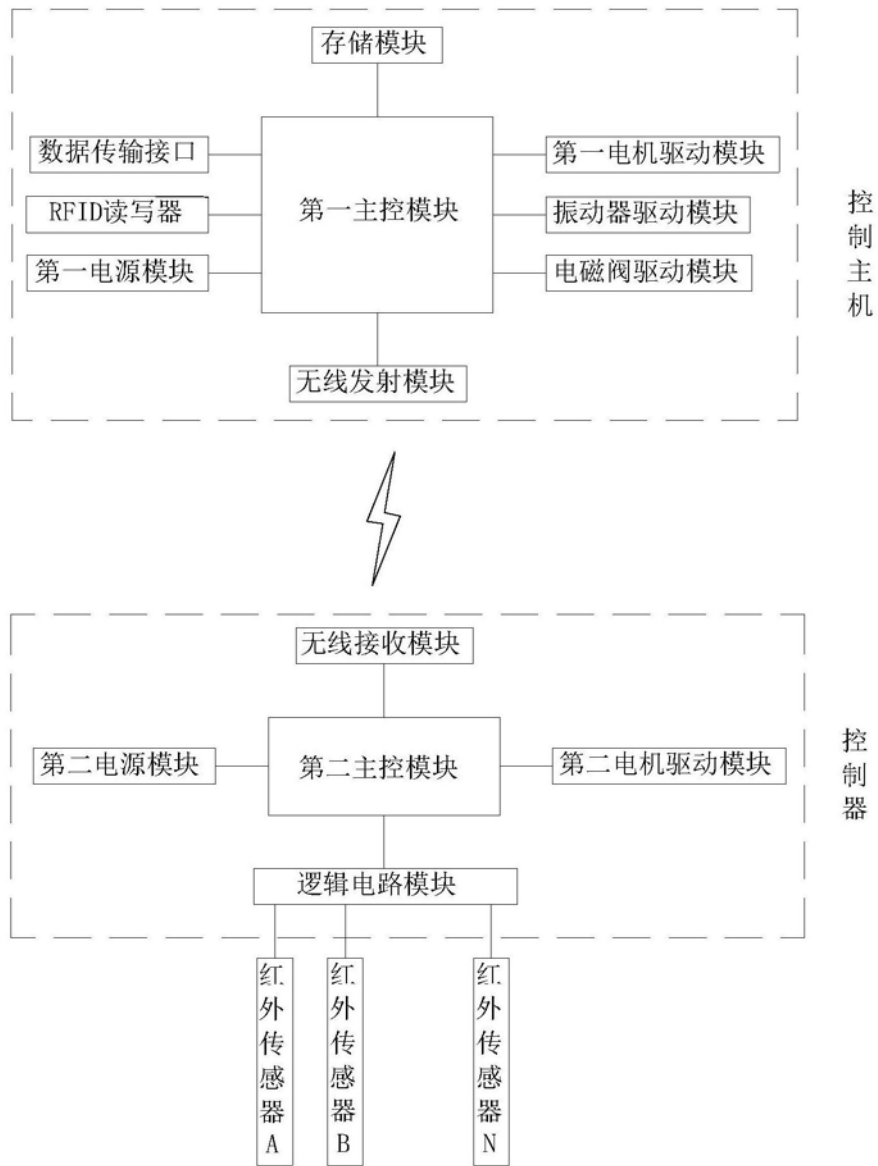 存储模块
数据传输接口
第一电机驱动模块
RFID读写器
第一主控模块
振动器驱动模块
第一电源模块
电磁阀驱动模块
无线发射模块
控制主机
无线接收模块
第二电源模块
第二主控模块
第二电机驱动模块
控制器
逻辑电路模块
红外传感器A
红外传感器B
红外传感器N